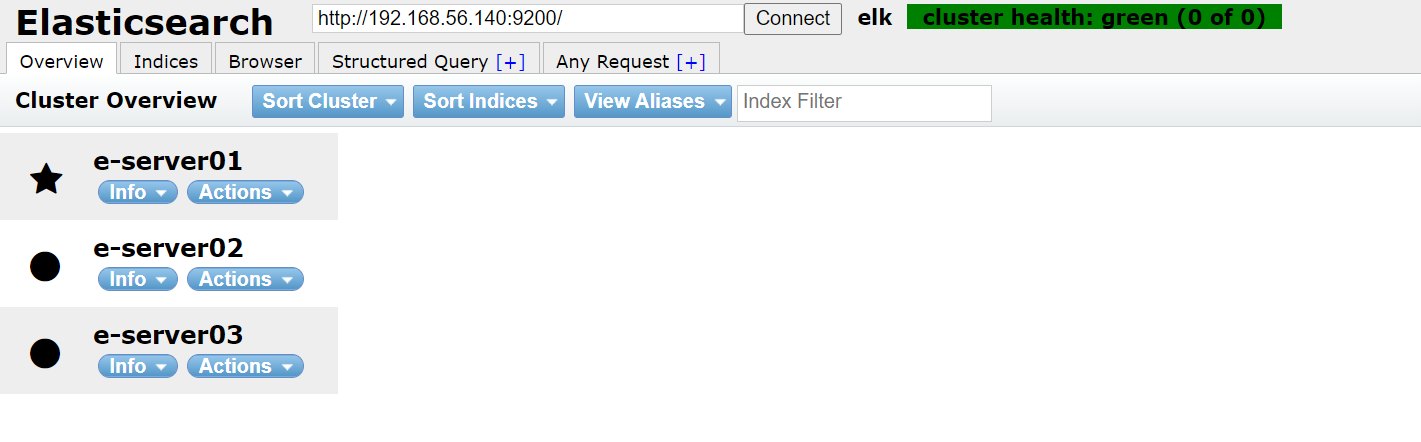 Elasticsearch http://192.168.56.140:9200/ Connect elk cluster health: green (0 of 0)
Overview Indices Browser Structured Query [+] Any Request [+]
Cluster Overview Sort Cluster Sort Indices View Aliases Index Filter
e-server01
Info Actions
e-server02
Info Actions
e-server03
Info Actions